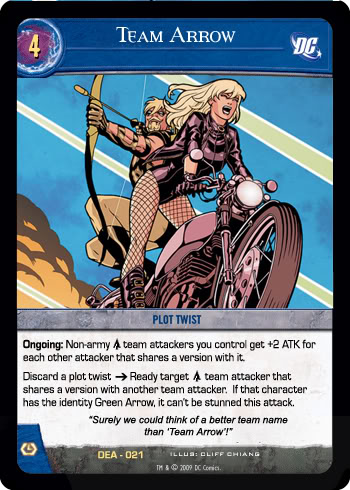 4
TEAM ARROW
DC
PLOT TWIST
Ongoing: Non-army team attackers you control get +2 ATK for
each other attacker that shares a version with it.
Discard a plot twist → Ready target team attacker that
shares a version with another team attacker. If that character
has the identity Green Arrow, it can't be stunned this attack.
"Surely we could think of a better team name
than 'Team Arrow'!"
DEA - 021 ILLUS: CLIFF CHIANG
TM & © 2009 DC Comics.